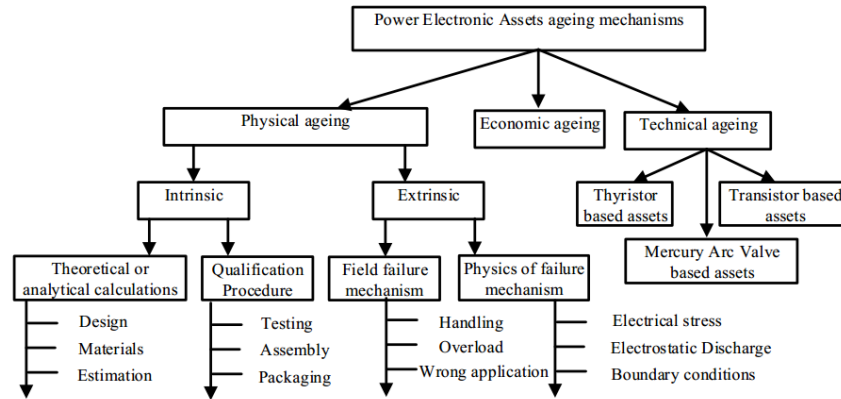 Power Electronic Assets ageing mechanisms
Physical ageing
Economic ageing
Technical ageing
Intrinsic
Extrinsic
Thyristor
based assets
Transistor based
assets
Mercury Arc Valve
based assets
Theoretical or
analytical calculations
Qualification
Procedure
Field failure
mechanism
Physics of failure
mechanism
Design
Materials
Estimation
Testing
Assembly
Packaging
Handling
Overload
Wrong application
Electrical stress
Electrostatic Discharge
Boundary conditions